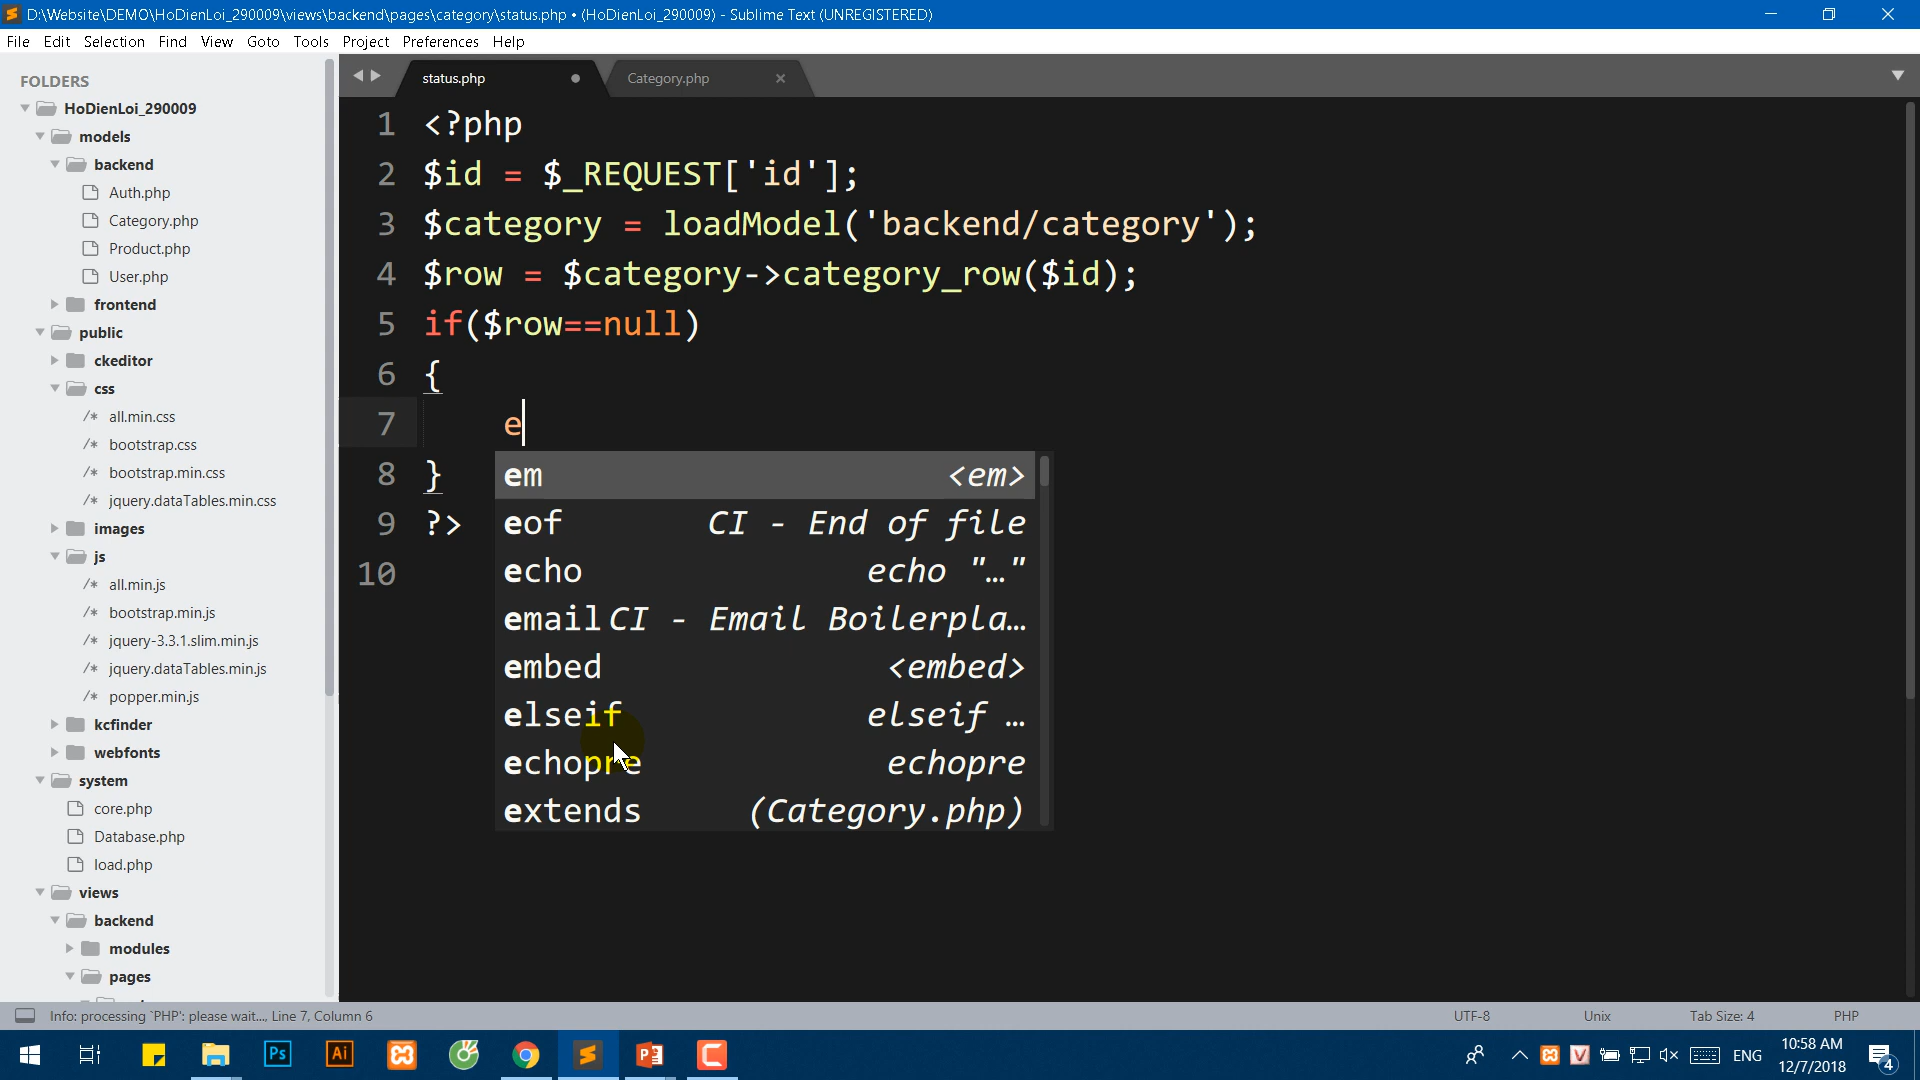 D:\Website\DEMO\HoDienLoi_290009\views\backend\pages\category\status.php • (HoDienLoi_290009) - Sublime Text (UNREGISTERED)
File Edit Selection Find View Goto Tools Project Preferences Help
FOLDERS
HoDienLoi_290009
models
backend
Auth.php
Category.php
Product.php
User.php
frontend
public
ckeditor
css
/* all.min.css
/* bootstrap.css
/* bootstrap.min.css
/* jquery.dataTables.min.css
images
js
/* all.min.js
/* bootstrap.min.js
/* jquery-3.3.1.slim.min.js
/* jquery.dataTables.min.js
/* popper.min.js
kcfinder
webfonts
system
core.php
Database.php
load.php
views
backend
modules
pages
status.php Category.php
1 <?php
2 $id = $_REQUEST['id'];
3 $category = loadModel('backend/category');
4 $row = $category->category_row($id);
5 if($row==null)
6 {
7 e
8 }
9 ?>
10
em <em>
eof CI - End of file
echo echo "…"
email CI - Email Boilerpla…
embed <embed>
elseif elseif …
echopre echopre
extends (Category.php)
Info: processing `PHP': please wait..., Line 7, Column 6 UTF-8 Unix Tab Size: 4 PHP
Ps Ai ENG 10:58 AM
12/7/2018 4